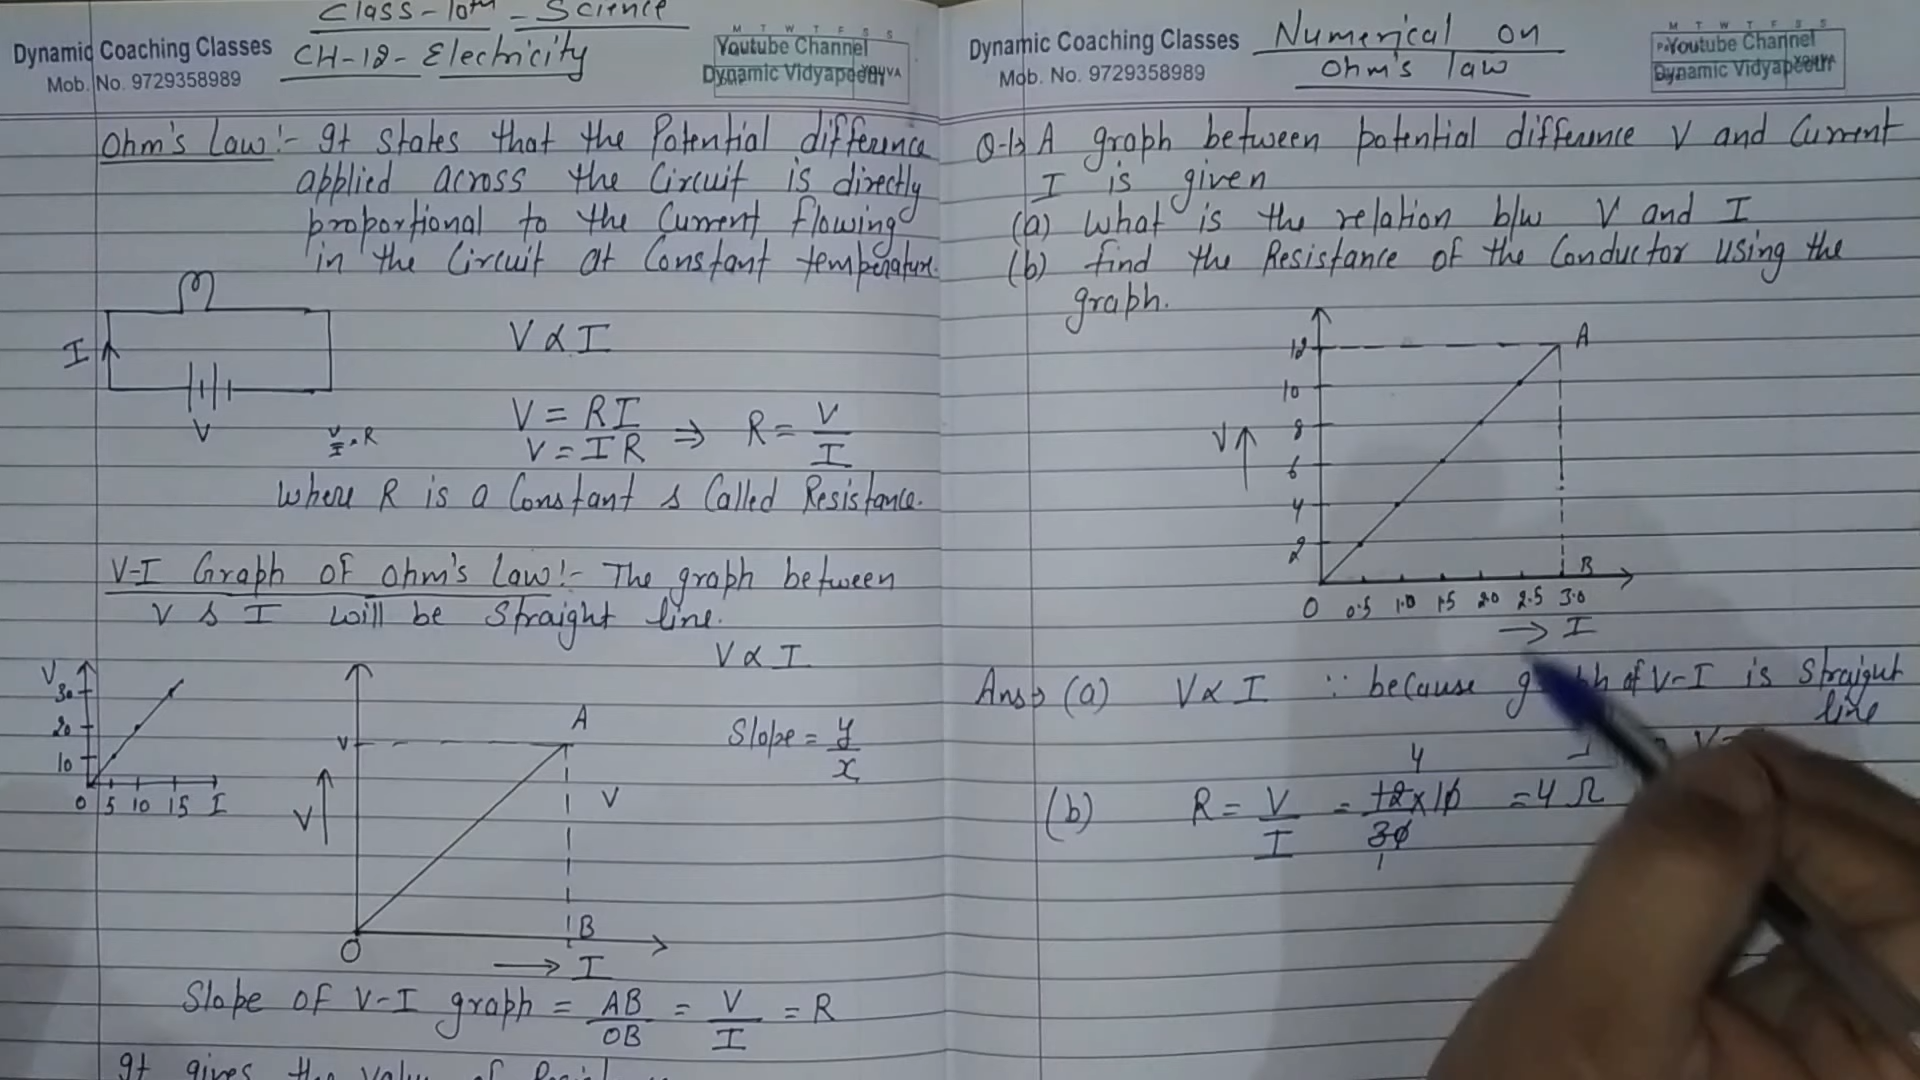 Class-10th - Science
CH-12- Electricity
Dynamic Coaching Classes
Mob. No. 9729358989
M T W T F S S
Youtube Channel
Dynamic Vidyapeeth
Ohm's Law:- It states that the Potential difference
applied across the Circuit is directly
proportional to the Current flowing
in the Circuit at Constant temperature.
I
V
V ∝ I
V = RI
V = IR ⇒ R = V/I
V/I = R
Where R is a Constant & Called Resistance.
V-I Graph OF Ohm's Law:- The graph between
V & I will be Straight line.
V ∝ I
V
30
20
10
0 5 10 15 I
V
A
V
V
Slope = y/x
B
O
→ I
Slope OF V-I graph = AB/OB = V/I = R
It gives the value of
Dynamic Coaching Classes
Mob. No. 9729358989
Numerical on
Ohm's law
M T W T F S S
Youtube Channel
Dynamic Vidyapeeth
Q-1) A graph between potential difference V and Current
I is given
(a) What is the relation b/w V and I
(b) find the Resistance of the Conductor Using the
graph.
12
10
8
6
4
2
V
A
B
0 0.5 1.0 1.5 2.0 2.5 3.0
→ I
Ans) (a) V ∝ I ∵ because of V-I is Straight
line
(b) R = V/I = 12×10/30 = 4 Ω
4
1